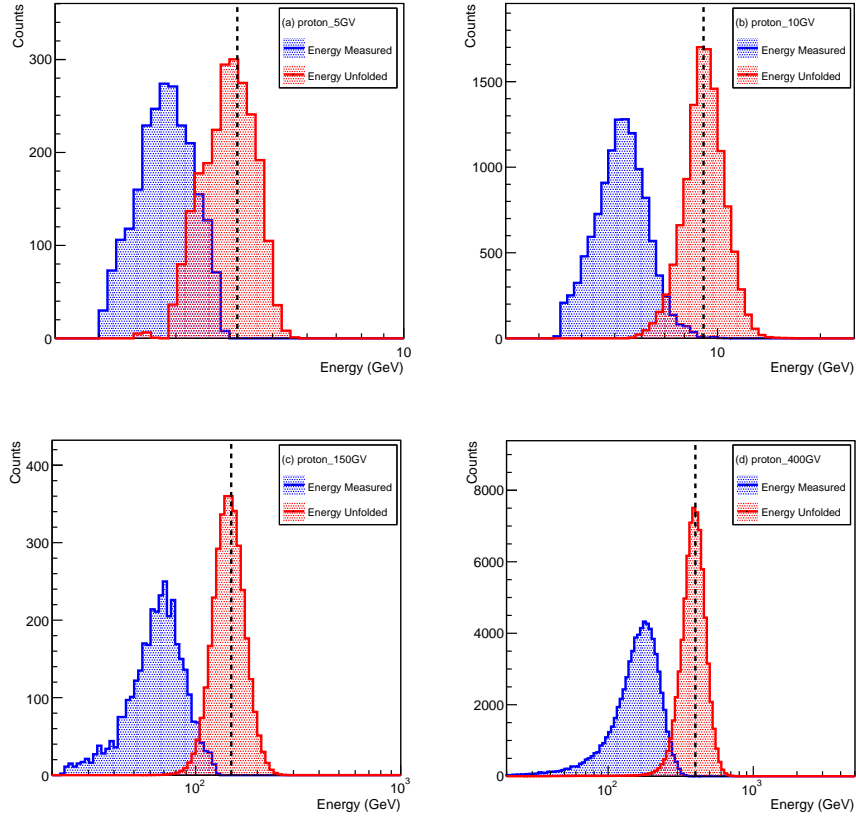 Counts
300
200
100
0
(a) proton_5GV
Energy Measured
Energy Unfolded
10
Energy (GeV)
Counts
1500
1000
500
0
(b) proton_10GV
Energy Measured
Energy Unfolded
10
Energy (GeV)
Counts
400
300
200
100
0
(c) proton_150GV
Energy Measured
Energy Unfolded
10²
10³
Energy (GeV)
Counts
8000
6000
4000
2000
0
(d) proton_400GV
Energy Measured
Energy Unfolded
10²
10³
Energy (GeV)